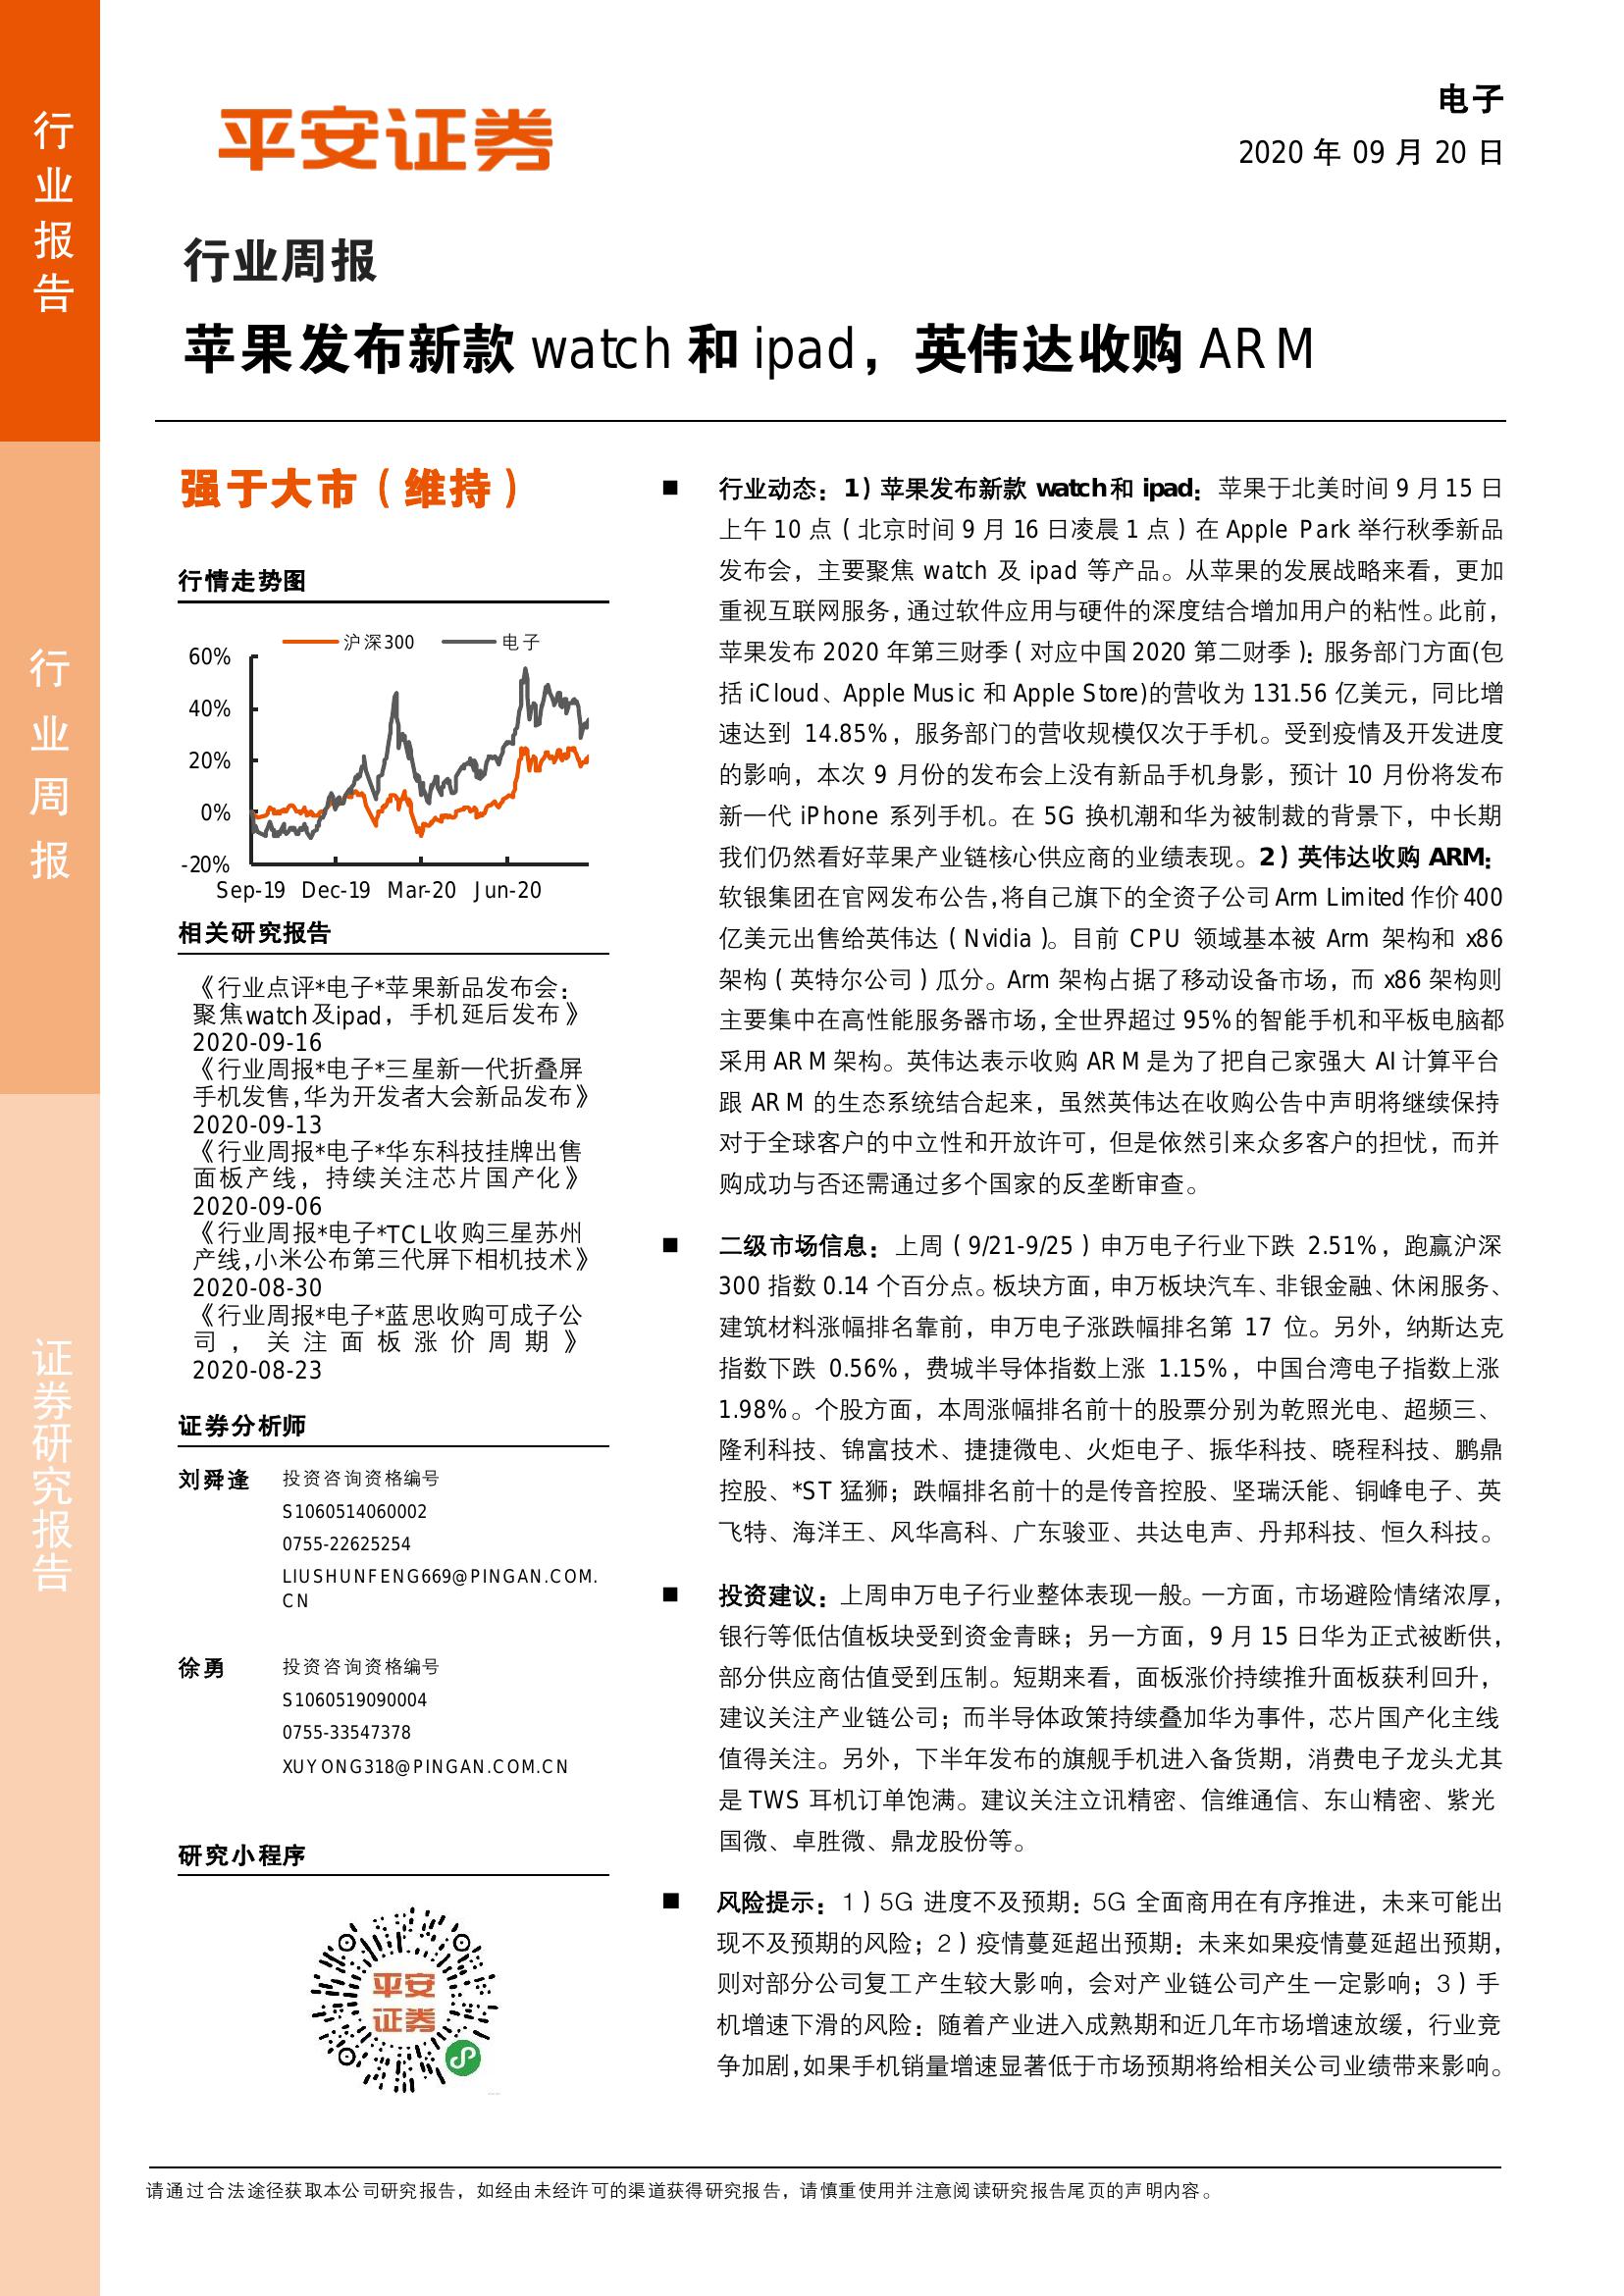 行业报告
行业周报
证券研究报告
平安证券
电子
2020 年 09 月 20 日
行业周报
苹果发布新款 watch 和 ipad，英伟达收购 ARM
强于大市（维持）
行情走势图
沪深300 电子
60%
40%
20%
0%
-20%
Sep-19 Dec-19 Mar-20 Jun-20
相关研究报告
《行业点评*电子*苹果新品发布会：
聚焦watch及ipad，手机延后发布》
2020-09-16
《行业周报*电子*三星新一代折叠屏
手机发售,华为开发者大会新品发布》
2020-09-13
《行业周报*电子*华东科技挂牌出售
面板产线，持续关注芯片国产化》
2020-09-06
《行业周报*电子*TCL收购三星苏州
产线,小米公布第三代屏下相机技术》
2020-08-30
《行业周报*电子*蓝思收购可成子公
司，关注面板涨价周期》
2020-08-23
证券分析师
刘舜逢 投资咨询资格编号
S1060514060002
0755-22625254
LIUSHUNFENG669@PINGAN.COM.
CN
徐勇 投资咨询资格编号
S1060519090004
0755-33547378
XUYONG318@PINGAN.COM.CN
研究小程序
平安
证券
■ 行业动态：1）苹果发布新款 watch和 ipad：苹果于北美时间 9 月 15 日
上午 10 点（北京时间 9 月 16 日凌晨 1 点）在 Apple Park 举行秋季新品
发布会，主要聚焦 watch 及 ipad 等产品。从苹果的发展战略来看，更加
重视互联网服务，通过软件应用与硬件的深度结合增加用户的粘性。此前，
苹果发布 2020 年第三财季（对应中国 2020 第二财季）：服务部门方面(包
括 iCloud、Apple Music 和 Apple Store)的营收为 131.56 亿美元，同比增
速达到 14.85%，服务部门的营收规模仅次于手机。受到疫情及开发进度
的影响，本次 9 月份的发布会上没有新品手机身影，预计 10 月份将发布
新一代 iPhone 系列手机。在 5G 换机潮和华为被制裁的背景下，中长期
我们仍然看好苹果产业链核心供应商的业绩表现。2）英伟达收购 ARM：
软银集团在官网发布公告，将自己旗下的全资子公司 Arm Limited 作价 400
亿美元出售给英伟达（Nvidia）。目前 CPU 领域基本被 Arm 架构和 x86
架构（英特尔公司）瓜分。Arm 架构占据了移动设备市场，而 x86 架构则
主要集中在高性能服务器市场，全世界超过 95%的智能手机和平板电脑都
采用 ARM 架构。英伟达表示收购 ARM 是为了把自己家强大 AI 计算平台
跟 ARM 的生态系统结合起来，虽然英伟达在收购公告中声明将继续保持
对于全球客户的中立性和开放许可，但是依然引来众多客户的担忧，而并
购成功与否还需通过多个国家的反垄断审查。
■ 二级市场信息：上周（9/21-9/25）申万电子行业下跌 2.51%，跑赢沪深
300 指数 0.14 个百分点。板块方面，申万板块汽车、非银金融、休闲服务、
建筑材料涨幅排名靠前，申万电子涨跌幅排名第 17 位。另外，纳斯达克
指数下跌 0.56%，费城半导体指数上涨 1.15%，中国台湾电子指数上涨
1.98%。个股方面，本周涨幅排名前十的股票分别为乾照光电、超频三、
隆利科技、锦富技术、捷捷微电、火炬电子、振华科技、晓程科技、鹏鼎
控股、*ST 猛狮；跌幅排名前十的是传音控股、坚瑞沃能、铜峰电子、英
飞特、海洋王、风华高科、广东骏亚、共达电声、丹邦科技、恒久科技。
■ 投资建议：上周申万电子行业整体表现一般。一方面，市场避险情绪浓厚，
银行等低估值板块受到资金青睐；另一方面，9 月 15 日华为正式被断供，
部分供应商估值受到压制。短期来看，面板涨价持续推升面板获利回升，
建议关注产业链公司；而半导体政策持续叠加华为事件，芯片国产化主线
值得关注。另外，下半年发布的旗舰手机进入备货期，消费电子龙头尤其
是 TWS 耳机订单饱满。建议关注立讯精密、信维通信、东山精密、紫光
国微、卓胜微、鼎龙股份等。
■ 风险提示：1）5G 进度不及预期：5G 全面商用在有序推进，未来可能出
现不及预期的风险；2）疫情蔓延超出预期：未来如果疫情蔓延超出预期，
则对部分公司复工产生较大影响，会对产业链公司产生一定影响；3）手
机增速下滑的风险：随着产业进入成熟期和近几年市场增速放缓，行业竞
争加剧，如果手机销量增速显著低于市场预期将给相关公司业绩带来影响。
请通过合法途径获取本公司研究报告，如经由未经许可的渠道获得研究报告，请慎重使用并注意阅读研究报告尾页的声明内容。